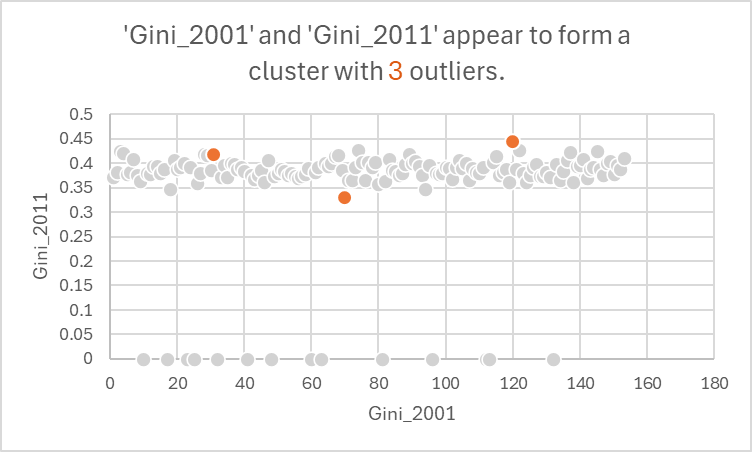 'Gini_2001' and 'Gini_2011' appear to form a
cluster with 3 outliers.
0.5
0.45
0.4
0.35
0.3
0.25
0.2
0.15
0.1
0.05
0
Gini_2011
0 20 40 60 80 100 120 140 160 180
Gini_2001